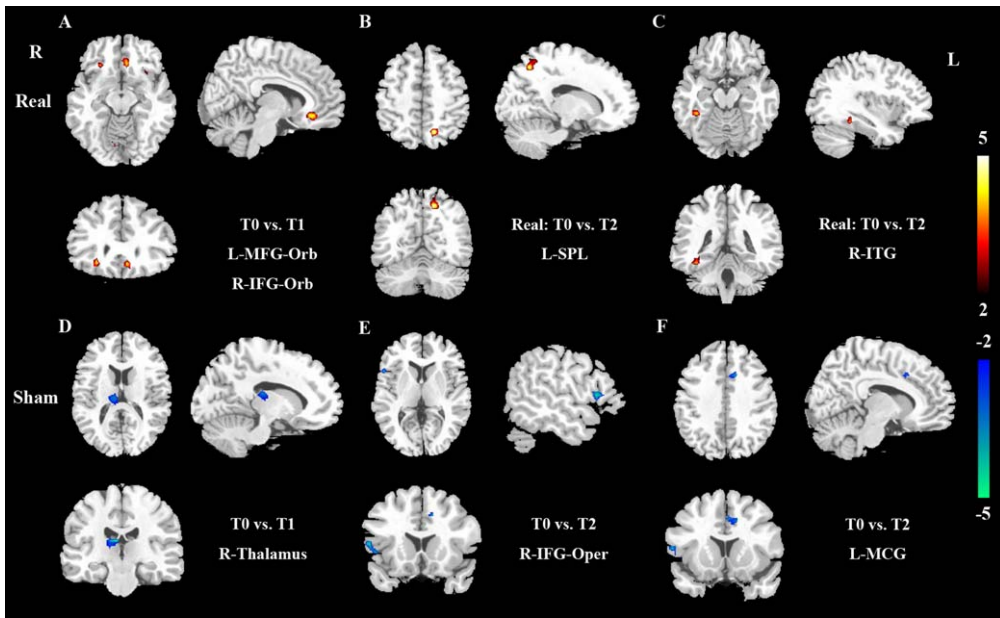 A
B
C
R
L
Real
5
T0 vs. T1
L-MFG-Orb
R-IFG-Orb
Real: T0 vs. T2
L-SPL
Real: T0 vs. T2
R-ITG
2
-2
D
E
F
Sham
-5
T0 vs. T1
R-Thalamus
T0 vs. T2
R-IFG-Oper
T0 vs. T2
L-MCG